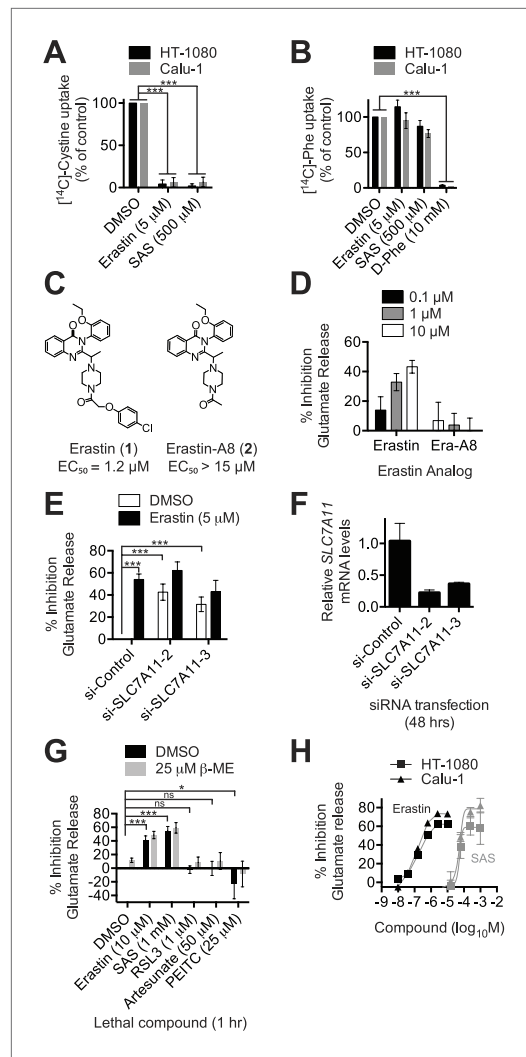 A
HT-1080
Calu-1
***
***
[14C]-Cystine uptake
(% of control)
100
50
0
DMSO
Erastin (5 µM)
SAS (500 µM)
B
HT-1080
Calu-1
***
[14C]-Phe uptake
(% of control)
100
50
0
DMSO
Erastin (5 µM)
SAS (500 µM)
D-Phe (10 mM)
C
O
O
N
N
N
N
O
O
Cl
Erastin (1)
EC50 = 1.2 µM
O
O
N
N
N
N
O
Erastin-A8 (2)
EC50 > 15 µM
D
0.1 µM
1 µM
10 µM
% Inhibition
Glutamate Release
60
40
20
0
Erastin
Era-A8
Erastin Analog
E
DMSO
Erastin (5 µM)
***
***
***
% Inhibition
Glutamate Release
80
60
40
20
0
si-Control
si-SLC7A11-2
si-SLC7A11-3
F
Relative SLC7A11
mRNA levels
1.0
0.5
0.0
si-Control
si-SLC7A11-2
si-SLC7A11-3
siRNA transfection
(48 hrs)
G
DMSO
25 µM β-ME
*
ns
ns
***
***
% Inhibition
Glutamate Release
80
60
40
20
0
-20
-40
DMSO
Erastin (10 µM)
SAS (1 mM)
RSL3 (1 µM)
Artesunate (50 µM)
PEITC (25 µM)
Lethal compound (1 hr)
H
HT-1080
Calu-1
% Inhibition
Glutamate release
80
60
40
20
0
Erastin
SAS
-9 -8 -7 -6 -5 -4 -3 -2
Compound (log10M)